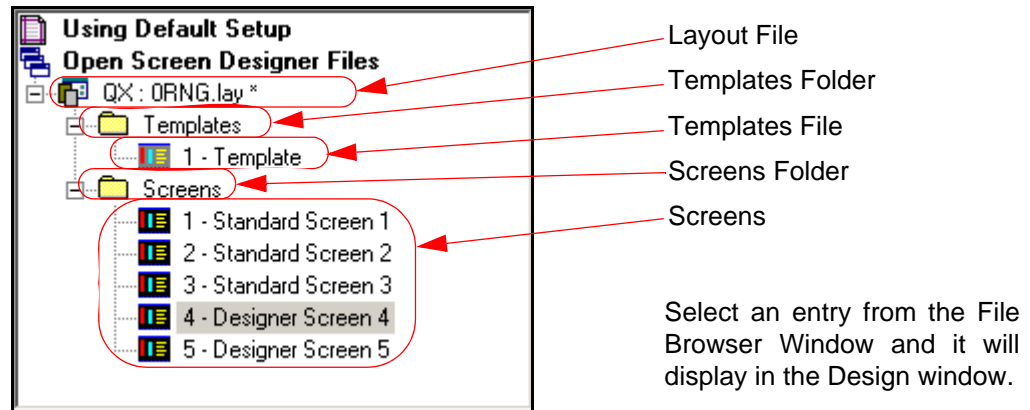 Using Default Setup
Open Screen Designer Files
QX : 0RNG.lay *
Templates
1 - Template
Screens
1 - Standard Screen 1
2 - Standard Screen 2
3 - Standard Screen 3
4 - Designer Screen 4
5 - Designer Screen 5
Layout File
Templates Folder
Templates File
Screens Folder
Screens
Select an entry from the File
Browser Window and it will
display in the Design window.